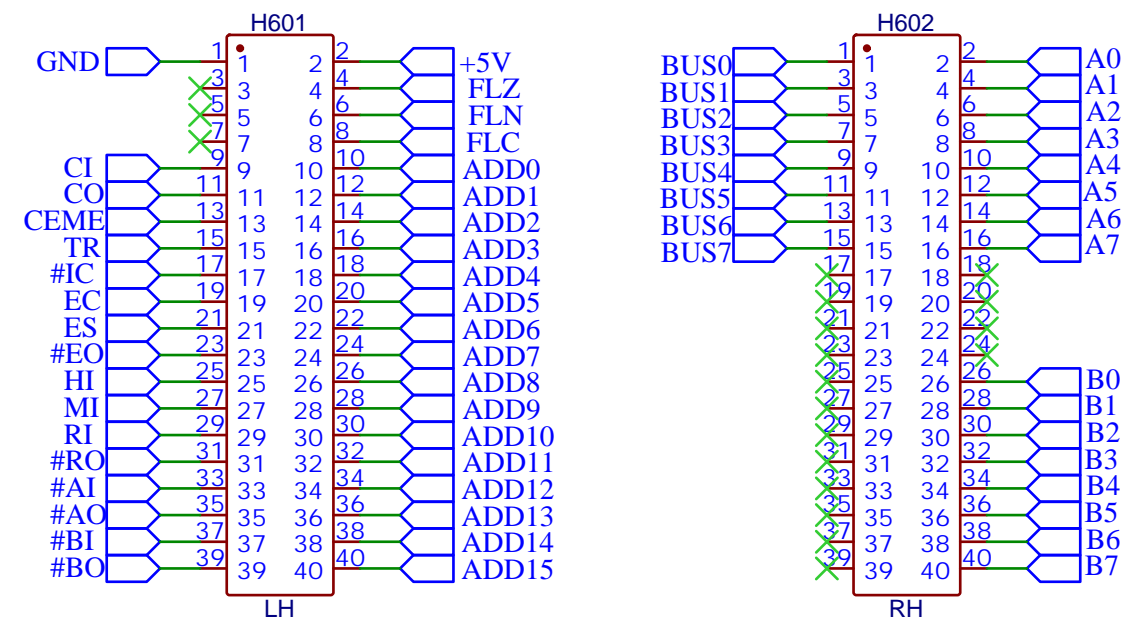 H601 H602
GND 1 1 2 2 +5V BUS0 1 1 2 2 A0
3 3 4 4 FLZ BUS1 3 3 4 4 A1
5 5 6 6 FLN BUS2 5 5 6 6 A2
7 7 8 8 FLC BUS3 7 7 8 8 A3
CI 9 9 10 10 ADD0 BUS4 9 9 10 10 A4
CO 11 11 12 12 ADD1 BUS5 11 11 12 12 A5
CEME 13 13 14 14 ADD2 BUS6 13 13 14 14 A6
TR 15 15 16 16 ADD3 BUS7 15 15 16 16 A7
#IC 17 17 18 18 ADD4 17 17 18 18
EC 19 19 20 20 ADD5 19 19 20 20
ES 21 21 22 22 ADD6 21 21 22 22
#EO 23 23 24 24 ADD7 23 23 24 24
HI 25 25 26 26 ADD8 25 25 26 26 B0
MI 27 27 28 28 ADD9 27 27 28 28 B1
RI 29 29 30 30 ADD10 29 29 30 30 B2
#RO 31 31 32 32 ADD11 31 31 32 32 B3
#AI 33 33 34 34 ADD12 33 33 34 34 B4
#AO 35 35 36 36 ADD13 35 35 36 36 B5
#BI 37 37 38 38 ADD14 37 37 38 38 B6
#BO 39 39 40 40 ADD15 39 39 40 40 B7
LH RH